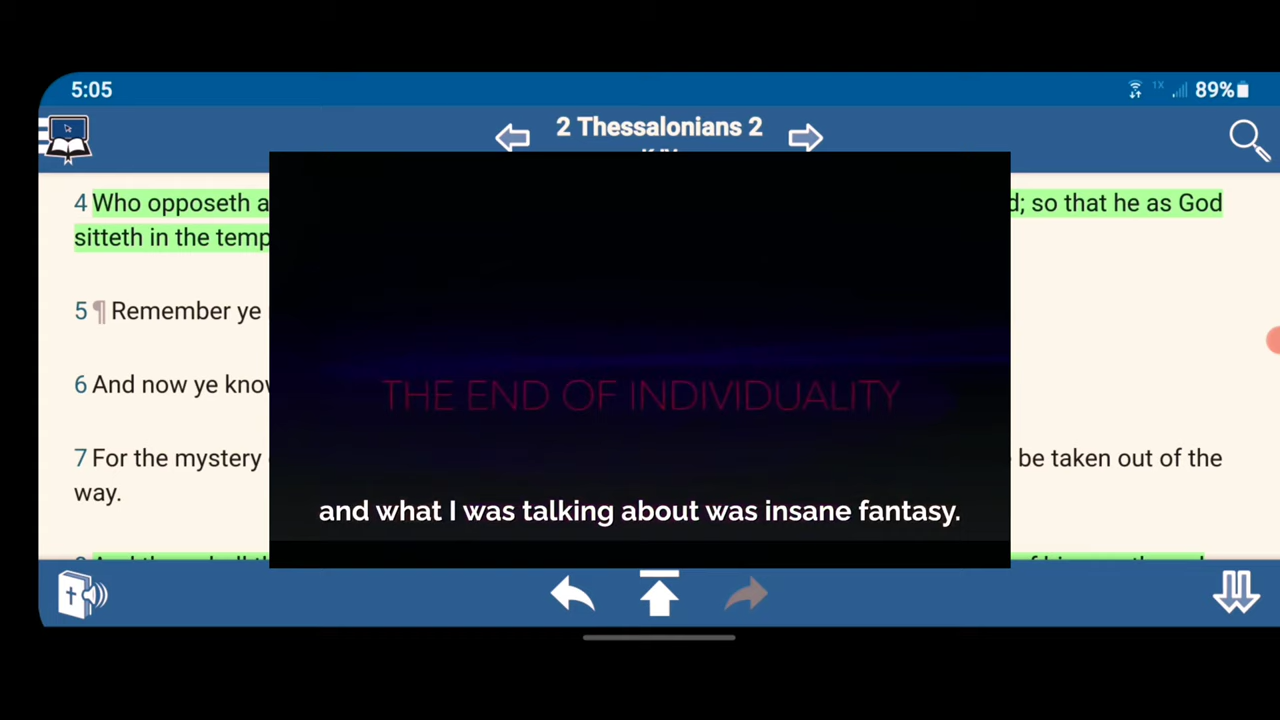 5:05
1X
89%
2 Thessalonians 2
4 Who opposeth a
d; so that he as God
sitteth in the temp
5 ¶ Remember ye
6 And now ye know
7 For the mystery
be taken out of the
way.
THE END OF INDIVIDUALITY
and what I was talking about was insane fantasy.